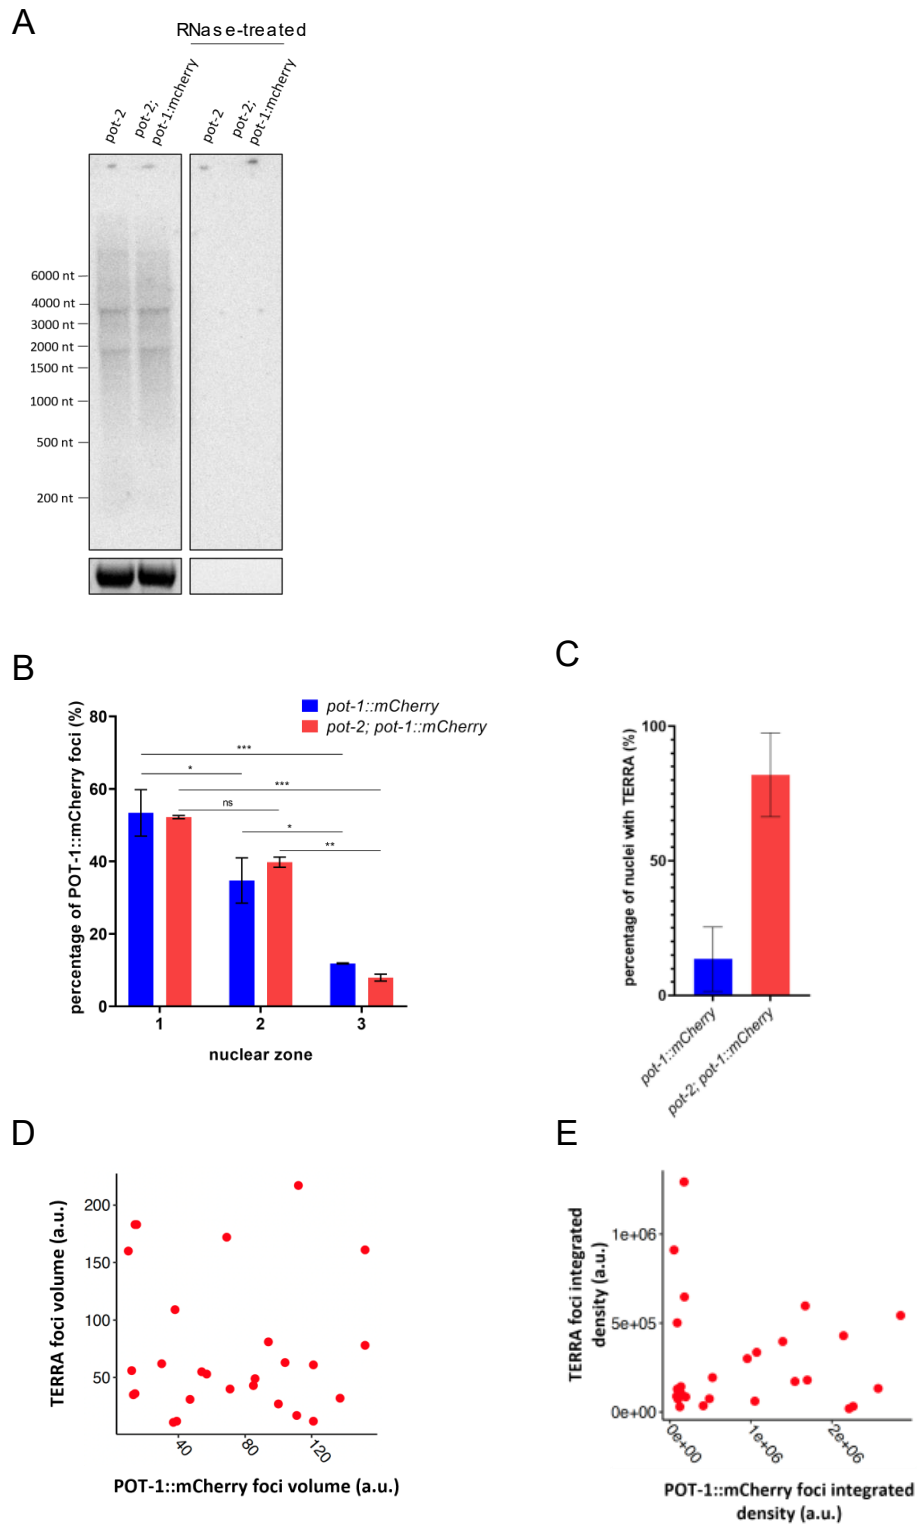 A
RNase-treated
pot-2
pot-2;
pot-1:mcherry
pot-2
pot-2;
pot-1:mcherry
6000 nt
4000 nt
3000 nt
2000 nt
1500 nt
1000 nt
500 nt
200 nt
B
percentage of POT-1::mCherry foci (%)
80
60
40
20
0
pot-1::mCherry
pot-2; pot-1::mCherry
***
*
***
ns
*
**
1 2 3
nuclear zone
C
percentage of nuclei with TERRA (%)
100
50
0
pot-1::mCherry
pot-2; pot-1::mCherry
D
TERRA foci volume (a.u.)
200
150
100
50
40 80 120
POT-1::mCherry foci volume (a.u.)
E
TERRA foci integrated
density (a.u.)
1e+06
5e+05
0e+00
0e+00 1e+06 2e+06
POT-1::mCherry foci integrated
density (a.u.)